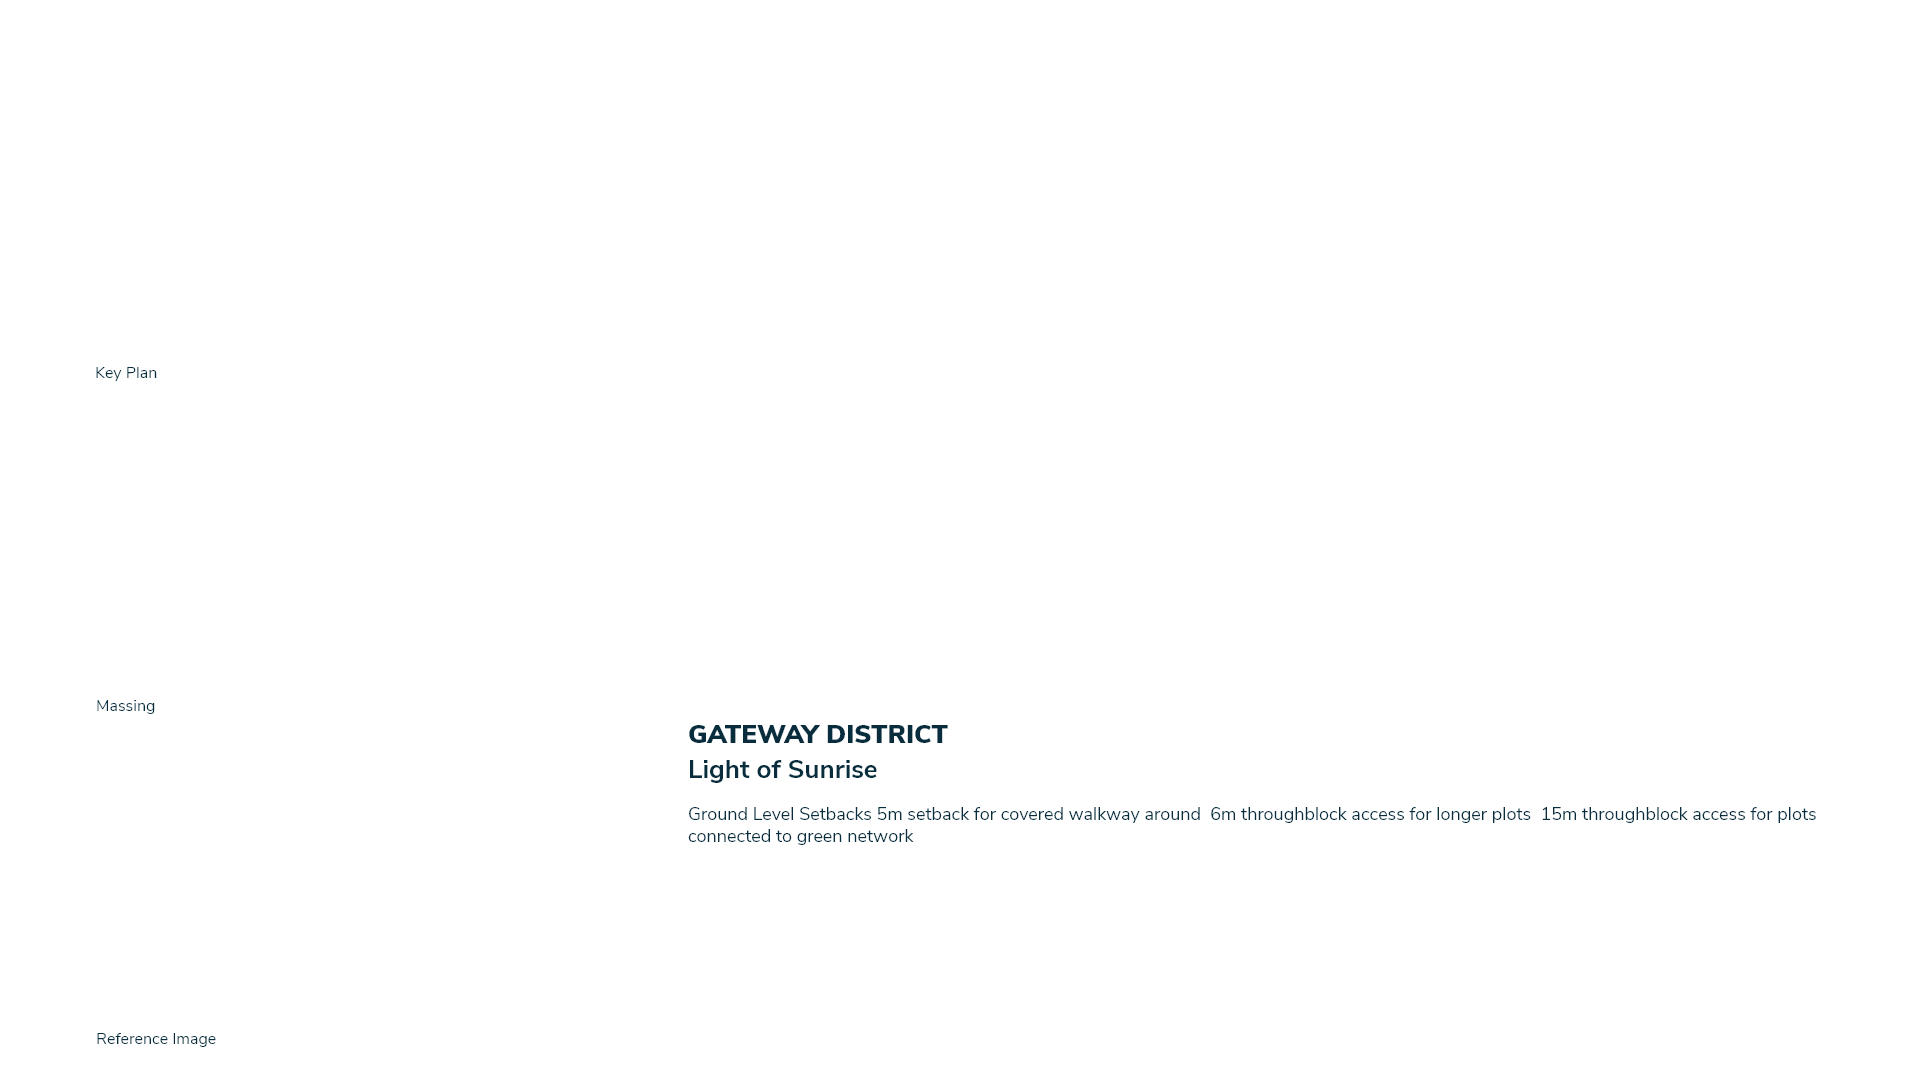 Key Plan
Massing
GATEWAY DISTRICT
Light of Sunrise
Ground Level Setbacks 5m setback for covered walkway around  6m throughblock access for longer plots  15m throughblock access for plots
connected to green network
Reference Image